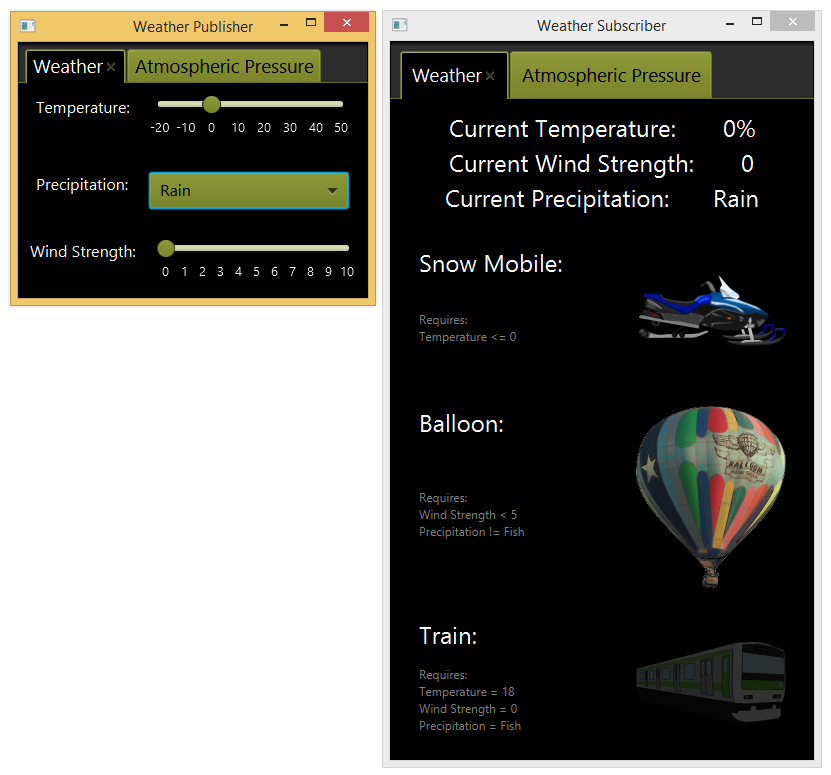 Weather Publisher
Weather × Atmospheric Pressure
Temperature:
-20 -10 0 10 20 30 40 50
Precipitation:
Rain
Wind Strength:
0 1 2 3 4 5 6 7 8 9 10
Weather Subscriber
Weather × Atmospheric Pressure
Current Temperature: 0%
Current Wind Strength: 0
Current Precipitation: Rain
Snow Mobile:
Requires:
Temperature <= 0
Balloon:
BALLOON
Requires:
Wind Strength < 5
Precipitation != Fish
Train:
Requires:
Temperature = 18
Wind Strength = 0
Precipitation = Fish